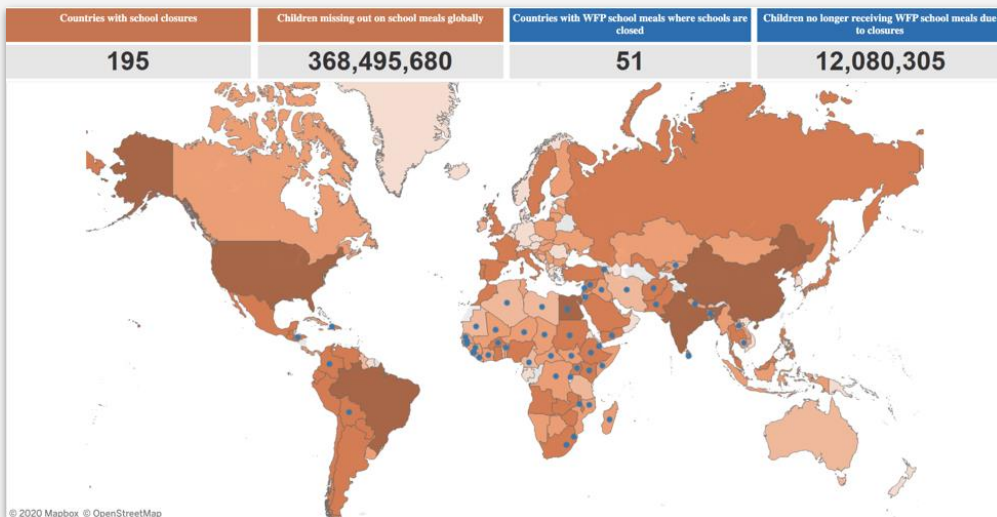 Countries with school closures
Children missing out on school meals globally
Countries with WFP school meals where schools are
closed
Children no longer receiving WFP school meals due
to closures
195
368,495,680
51
12,080,305
© 2020 Mapbox © OpenStreetMap